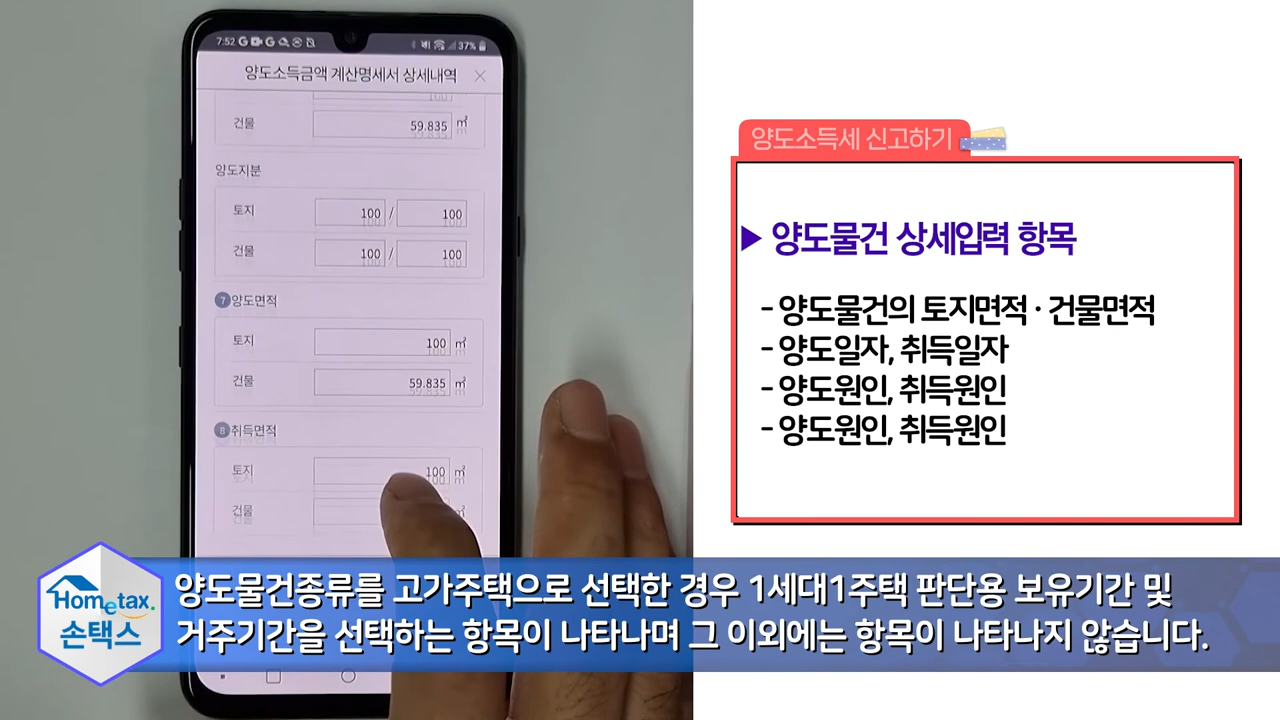 7:52
37%
양도소득금액 계산명세서 상세내역
100
건물 59.835 ㎡
양도지분
토지 100 / 100
건물 100 / 100
7 양도면적
토지 100 ㎡
건물 59.835 ㎡
8 취득면적
토지 100 ㎡
건물
양도소득세 신고하기
▶ 양도물건 상세입력 항목
- 양도물건의 토지면적 · 건물면적
- 양도일자, 취득일자
- 양도원인, 취득원인
- 양도원인, 취득원인
Hometax.
손택스
양도물건종류를 고가주택으로 선택한 경우 1세대1주택 판단용 보유기간 및
거주기간을 선택하는 항목이 나타나며 그 이외에는 항목이 나타나지 않습니다.